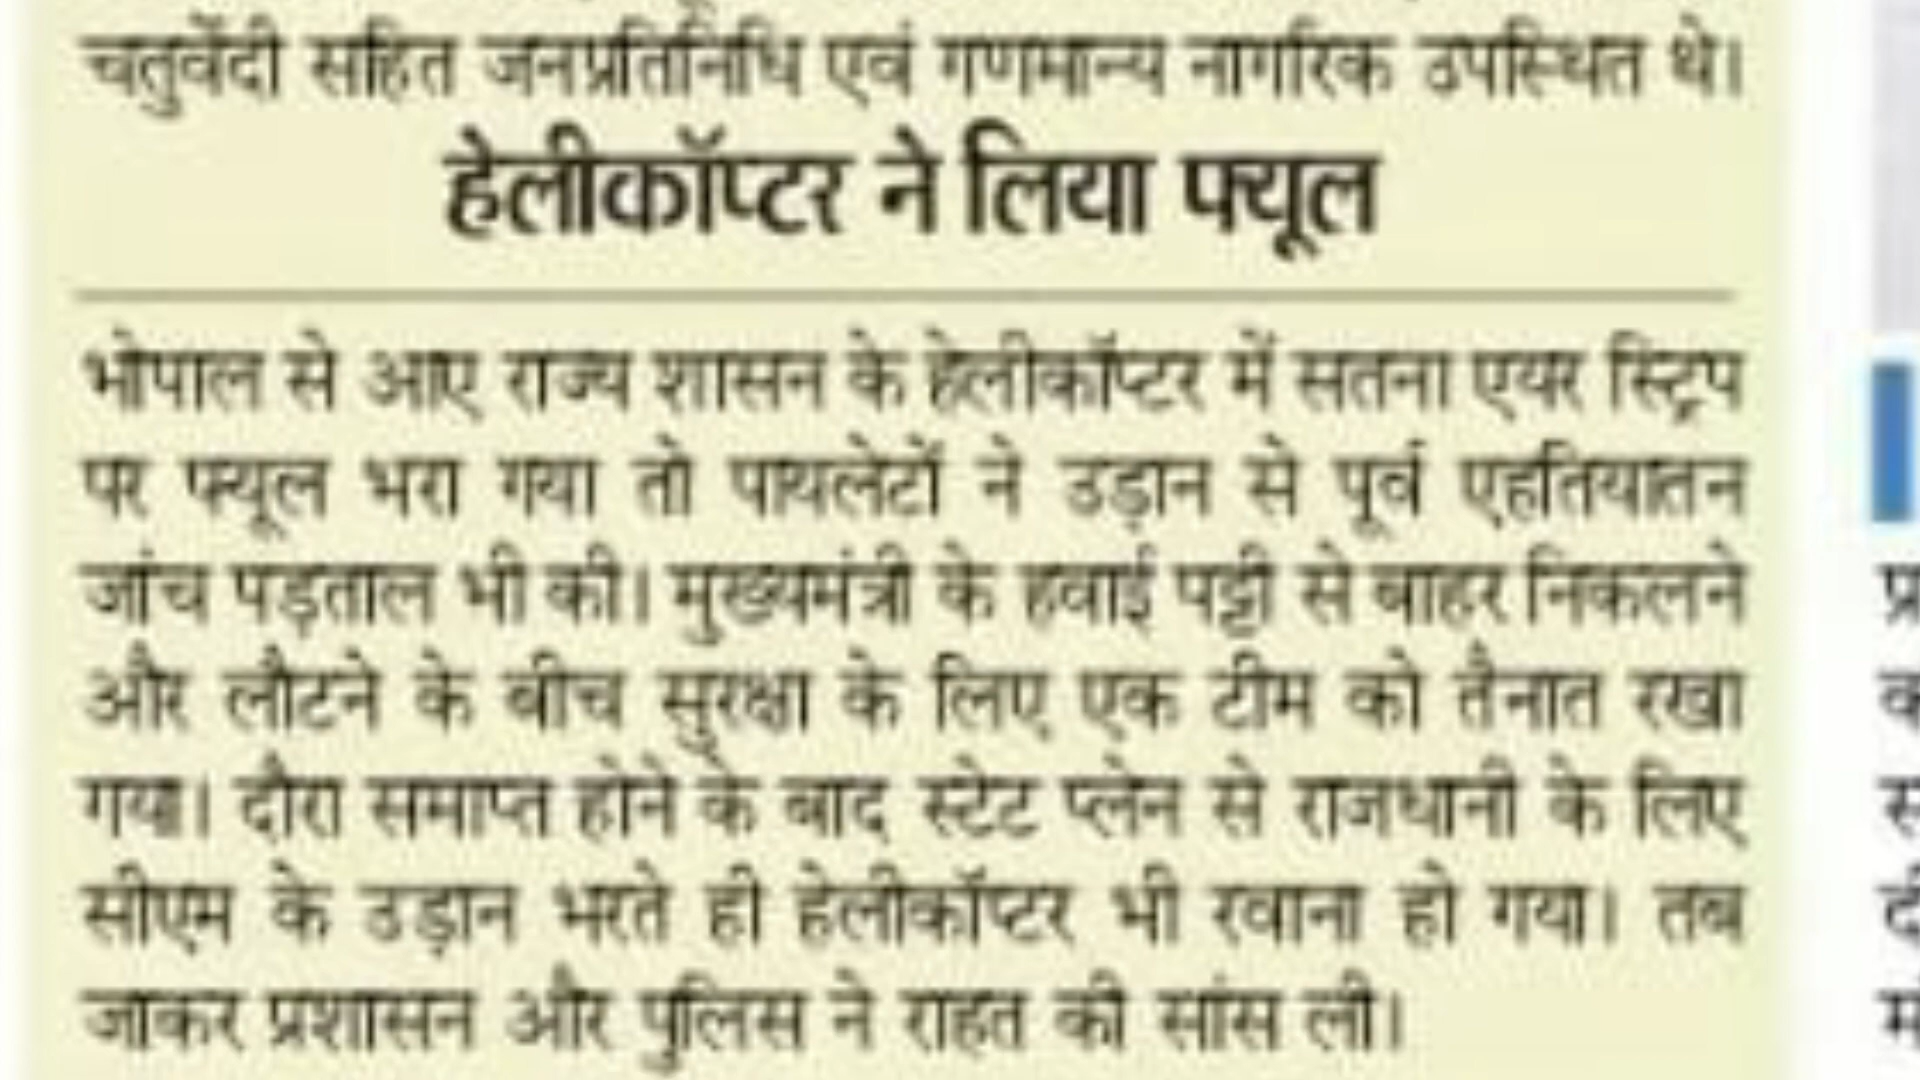 चतुर्वेदी सहित जनप्रतिनिधि एवं गणमान्य नागरिक उपस्थित थे।
हेलीकॉप्टर ने लिया फ्यूल
भोपाल से आए राज्य शासन के हेलीकॉप्टर में सतना एयर स्ट्रिप
पर फ्यूल भरा गया तो पायलेटों ने उड़ान से पूर्व एहतियातन
जांच पड़ताल भी की। मुख्यमंत्री के हवाई पट्टी से बाहर निकलने
और लौटने के बीच सुरक्षा के लिए एक टीम को तैनात रखा
गया। दौरा समाप्त होने के बाद स्टेट प्लेन से राजधानी के लिए
सीएम के उड़ान भरते ही हेलीकॉप्टर भी रवाना हो गया। तब
जाकर प्रशासन और पुलिस ने राहत की सांस ली।